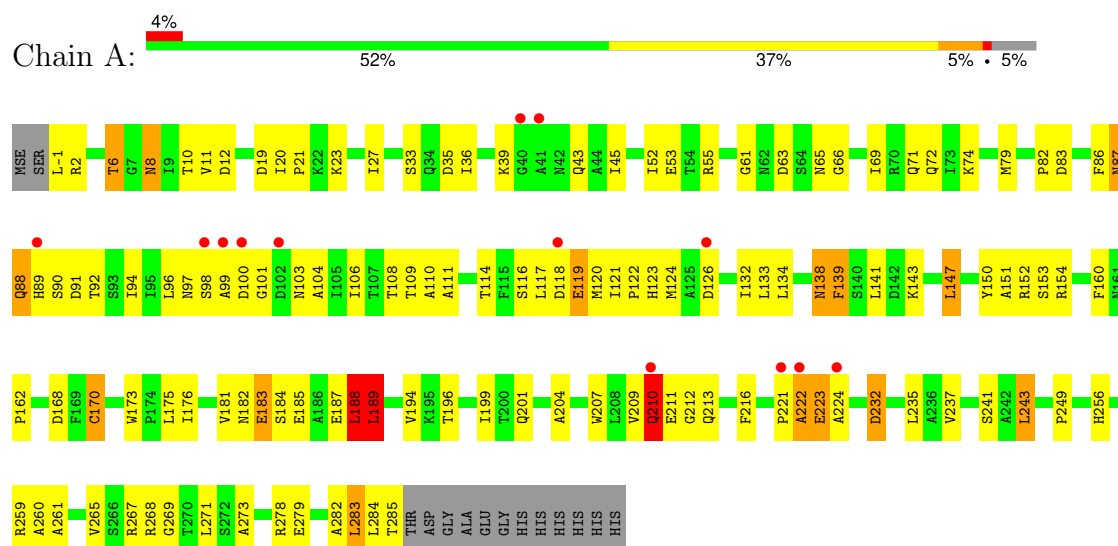 4%
Chain A:
52% 37% 5% • 5%
MSE SER L-1 R2 T6 G7 N8 I9 T10 V11 D12 D19 I20 P21 K22 K23 I27 S33 Q34 D35 I36 K39 G40 A41 N42 Q43 A44 I45 I52 E53 T54 R55 G61 N62 D63 S64 N65 G66 I69 R70 Q71 Q72 I73 K74 M79 P82 D83 F86 N87
Q88 H89 S90 D91 T92 S93 I94 I95 L96 N97 S98 A99 D100 G101 D102 N103 A104 I105 I106 T107 T108 T109 A110 A111 T114 F115 S116 L117 D118 E119 M120 I121 P122 H123 M124 A125 D126 I132 L133 L134 N138 F139 S140 L141 D142 K143 L147 Y150 A151 R152 S153 R154 F160 N161
P162 D168 F169 C170 W173 P174 L175 I176 V181 N182 E183 S184 E185 A186 E187 L188 L189 V194 K195 T196 I199 T200 Q201 A204 W207 L208 V209 Q210 E211 G212 Q213 F216 P221 A222 E223 A224 D232 L235 A236 V237 S241 A242 L243 P249 H256
R259 A260 A261 V265 S266 R267 R268 G269 T270 L271 S272 A273 R278 E279 A282 L283 L284 T285 THR ASP GLY ALA GLU GLY HIS HIS HIS HIS HIS HIS